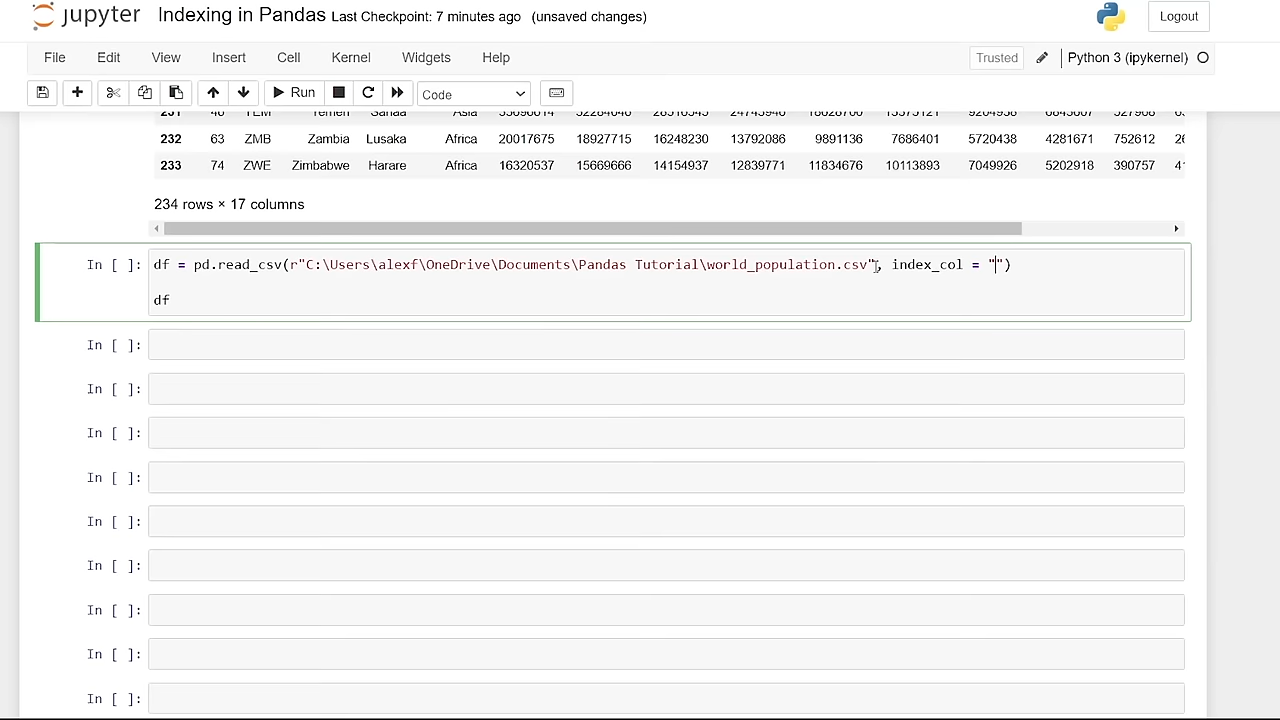 jupyter Indexing in Pandas Last Checkpoint: 7 minutes ago (unsaved changes) Logout
File Edit View Insert Cell Kernel Widgets Help Trusted Python 3 (ipykernel)
Run Code
232 63 ZMB Zambia Lusaka Africa 20017675 18927715 16248230 13792086 9891136 7686401 5720438 4281671 752612
233 74 ZWE Zimbabwe Harare Africa 16320537 15669666 14154937 12839771 11834676 10113893 7049926 5202918 390757
234 rows × 17 columns
In [ ]: df = pd.read_csv(r"C:\Users\alexf\OneDrive\Documents\Pandas Tutorial\world_population.csv", index_col = "")
df
In [ ]:
In [ ]:
In [ ]:
In [ ]:
In [ ]:
In [ ]:
In [ ]:
In [ ]:
In [ ]: